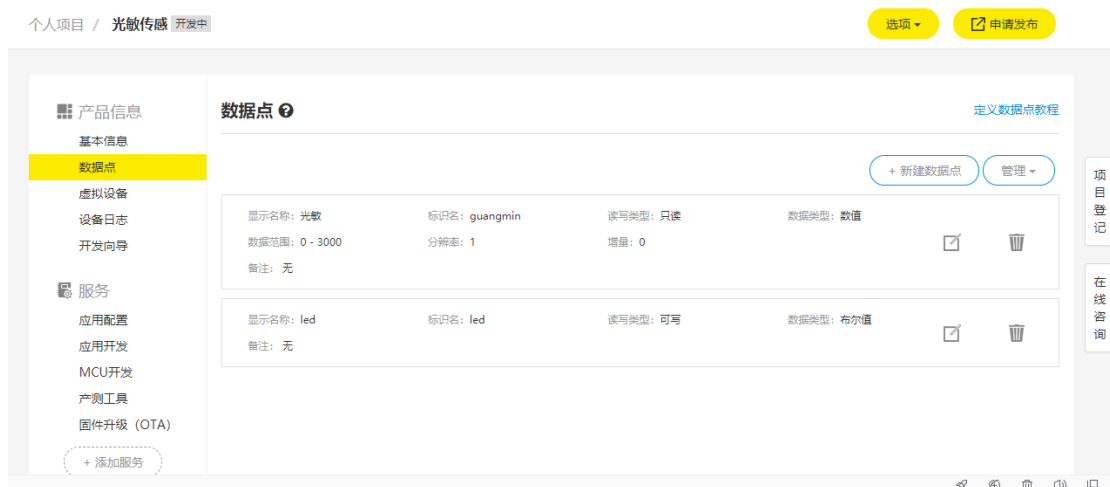 个人项目 / 光敏传感 开发中
选项
申请发布
产品信息
基本信息
数据点
虚拟设备
设备日志
开发向导
服务
应用配置
应用开发
MCU开发
产测工具
固件升级（OTA）
+ 添加服务
数据点
定义数据点教程
+ 新建数据点
管理
显示名称：光敏 标识名：guangmin 读写类型：只读 数据类型：数值
数据范围：0 - 3000 分辨率：1 增量：0
备注：无
显示名称：led 标识名：led 读写类型：可写 数据类型：布尔值
备注：无
项目登记
在线咨询